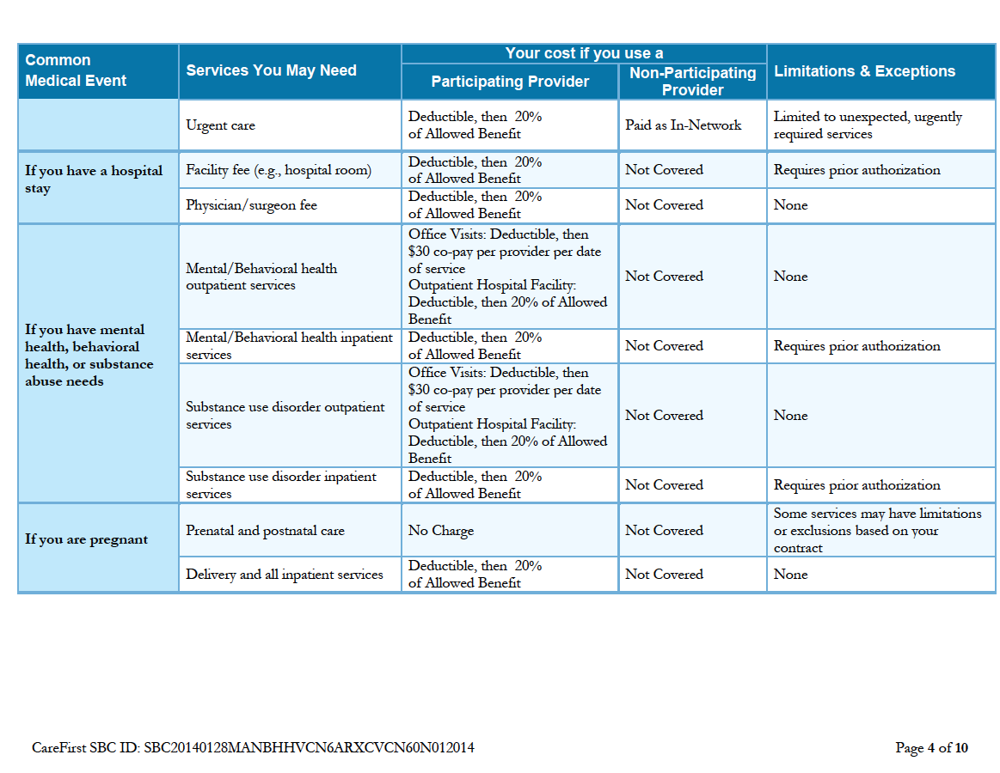 Common
Medical Event
Services You May Need
Your cost if you use a
Participating Provider
Non-Participating
Provider
Limitations & Exceptions
Urgent care
Deductible, then  20%
of Allowed Benefit
Paid as In-Network
Limited to unexpected, urgently
required services
If you have a hospital
stay
Facility fee (e.g., hospital room)
Deductible, then  20%
of Allowed Benefit
Not Covered
Requires prior authorization
Physician/surgeon fee
Deductible, then  20%
of Allowed Benefit
Not Covered
None
If you have mental
health, behavioral
health, or substance
abuse needs
Mental/Behavioral health
outpatient services
Office Visits: Deductible, then
$30 co-pay per provider per date
of service
Outpatient Hospital Facility:
Deductible, then 20% of Allowed
Benefit
Not Covered
None
Mental/Behavioral health inpatient
services
Deductible, then  20%
of Allowed Benefit
Not Covered
Requires prior authorization
Substance use disorder outpatient
services
Office Visits: Deductible, then
$30 co-pay per provider per date
of service
Outpatient Hospital Facility:
Deductible, then 20% of Allowed
Benefit
Not Covered
None
Substance use disorder inpatient
services
Deductible, then  20%
of Allowed Benefit
Not Covered
Requires prior authorization
If you are pregnant
Prenatal and postnatal care
No Charge
Not Covered
Some services may have limitations
or exclusions based on your
contract
Delivery and all inpatient services
Deductible, then  20%
of Allowed Benefit
Not Covered
None
CareFirst SBC ID: SBC20140128MANBHHVCN6ARXCVCN60N012014
Page 4 of 10